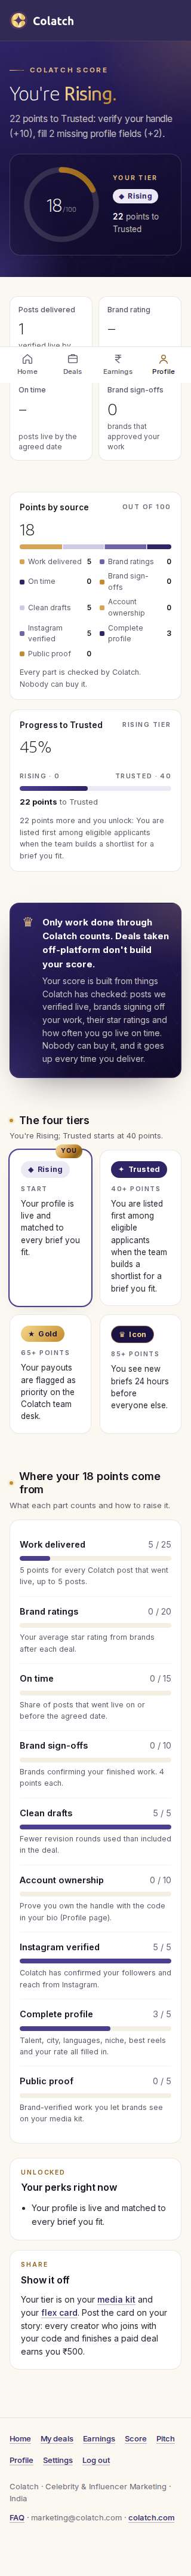 Colatch
COLATCH SCORE
You're Rising.
22 points to Trusted: verify your handle
(+10), fill 2 missing profile fields (+2).
18/100
YOUR TIER
◆ Rising
22 points to
Trusted
Posts delivered
1
verified live by
Brand rating
–
Home
Deals
Earnings
Profile
On time
–
posts live by the
agreed date
Brand sign-offs
0
brands that
approved your
work
Points by source
OUT OF 100
18
Work delivered 5
Brand ratings 0
On time 0
Brand sign-
offs 0
Clean drafts 5
Account
ownership 0
Instagram
verified 5
Complete
profile 3
Public proof 0
Every part is checked by Colatch.
Nobody can buy it.
Progress to Trusted
RISING TIER
45%
RISING · 0
TRUSTED · 40
22 points to Trusted
22 points more and you unlock: You are
listed first among eligible applicants
when the team builds a shortlist for a
brief you fit.
♛
Only work done through
Colatch counts. Deals taken
off-platform don't build
your score.
Your score is built from things
Colatch has checked: posts we
verified live, brands signing off
your work, their star ratings and
how often you go live on time.
Nobody can buy it, and it goes
up every time you deliver.
The four tiers
You're Rising; Trusted starts at 40 points.
YOU
◆ Rising
START
Your profile is
live and
matched to
every brief you
fit.
✦ Trusted
40+ POINTS
You are listed
first among
eligible
applicants
when the team
builds a
shortlist for a
brief you fit.
★ Gold
65+ POINTS
Your payouts
are flagged as
priority on the
Colatch team
desk.
♛ Icon
85+ POINTS
You see new
briefs 24 hours
before
everyone else.
Where your 18 points come
from
What each part counts and how to raise it.
Work delivered 5 / 25
5 points for every Colatch post that went
live, up to 5 posts.
Brand ratings 0 / 20
Your average star rating from brands
after each deal.
On time 0 / 15
Share of posts that went live on or
before the agreed date.
Brand sign-offs 0 / 10
Brands confirming your finished work. 4
points each.
Clean drafts 5 / 5
Fewer revision rounds used than included
in the deal.
Account ownership 0 / 10
Prove you own the handle with the code
in your bio (Profile page).
Instagram verified 5 / 5
Colatch has confirmed your followers and
reach from Instagram.
Complete profile 3 / 5
Talent, city, languages, niche, best reels
and your rate all filled in.
Public proof 0 / 5
Brand-verified work you let brands see
on your media kit.
UNLOCKED
Your perks right now
• Your profile is live and matched to
every brief you fit.
SHARE
Show it off
Your tier is on your media kit and
your flex card. Post the card on your
story: every creator who joins with
your code and finishes a paid deal
earns you ₹500.
Home My deals Earnings Score Pitch
Profile Settings Log out
Colatch · Celebrity & Influencer Marketing ·
India
FAQ · marketing@colatch.com · colatch.com